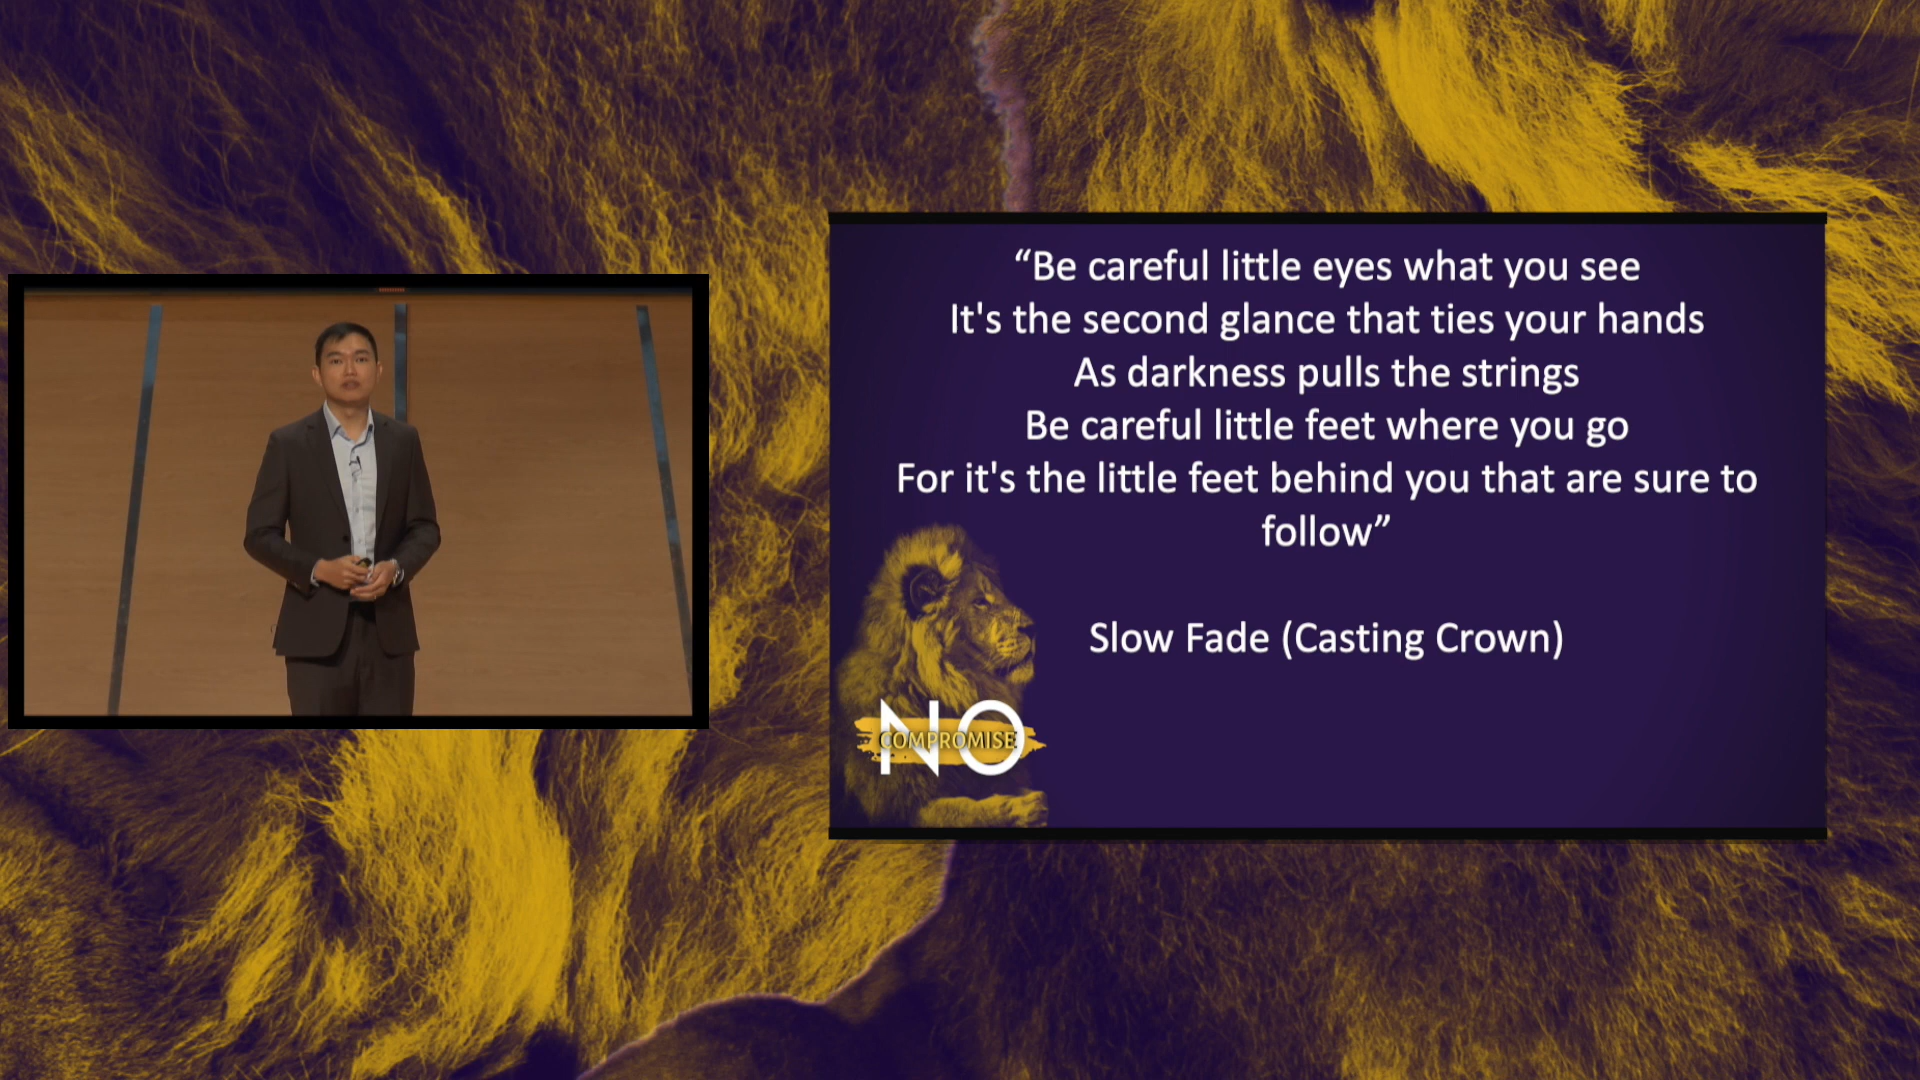 “Be careful little eyes what you see
It's the second glance that ties your hands
As darkness pulls the strings
Be careful little feet where you go
For it's the little feet behind you that are sure to
follow”
Slow Fade (Casting Crown)
NO
COMPROMISE